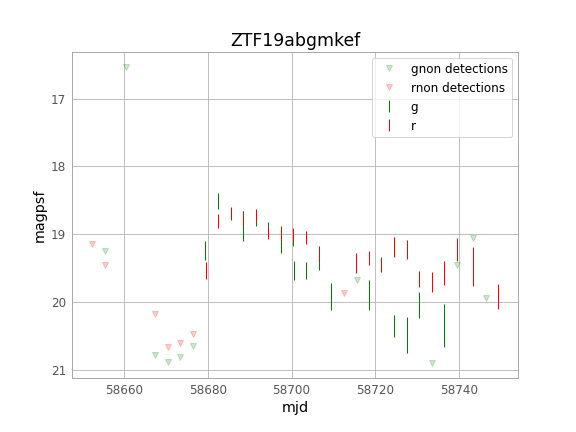 ZTF19abgmkef
gnon detections
rnon detections
g
r
magpsf
17
18
19
20
21
58660
58680
58700
58720
58740
mjd